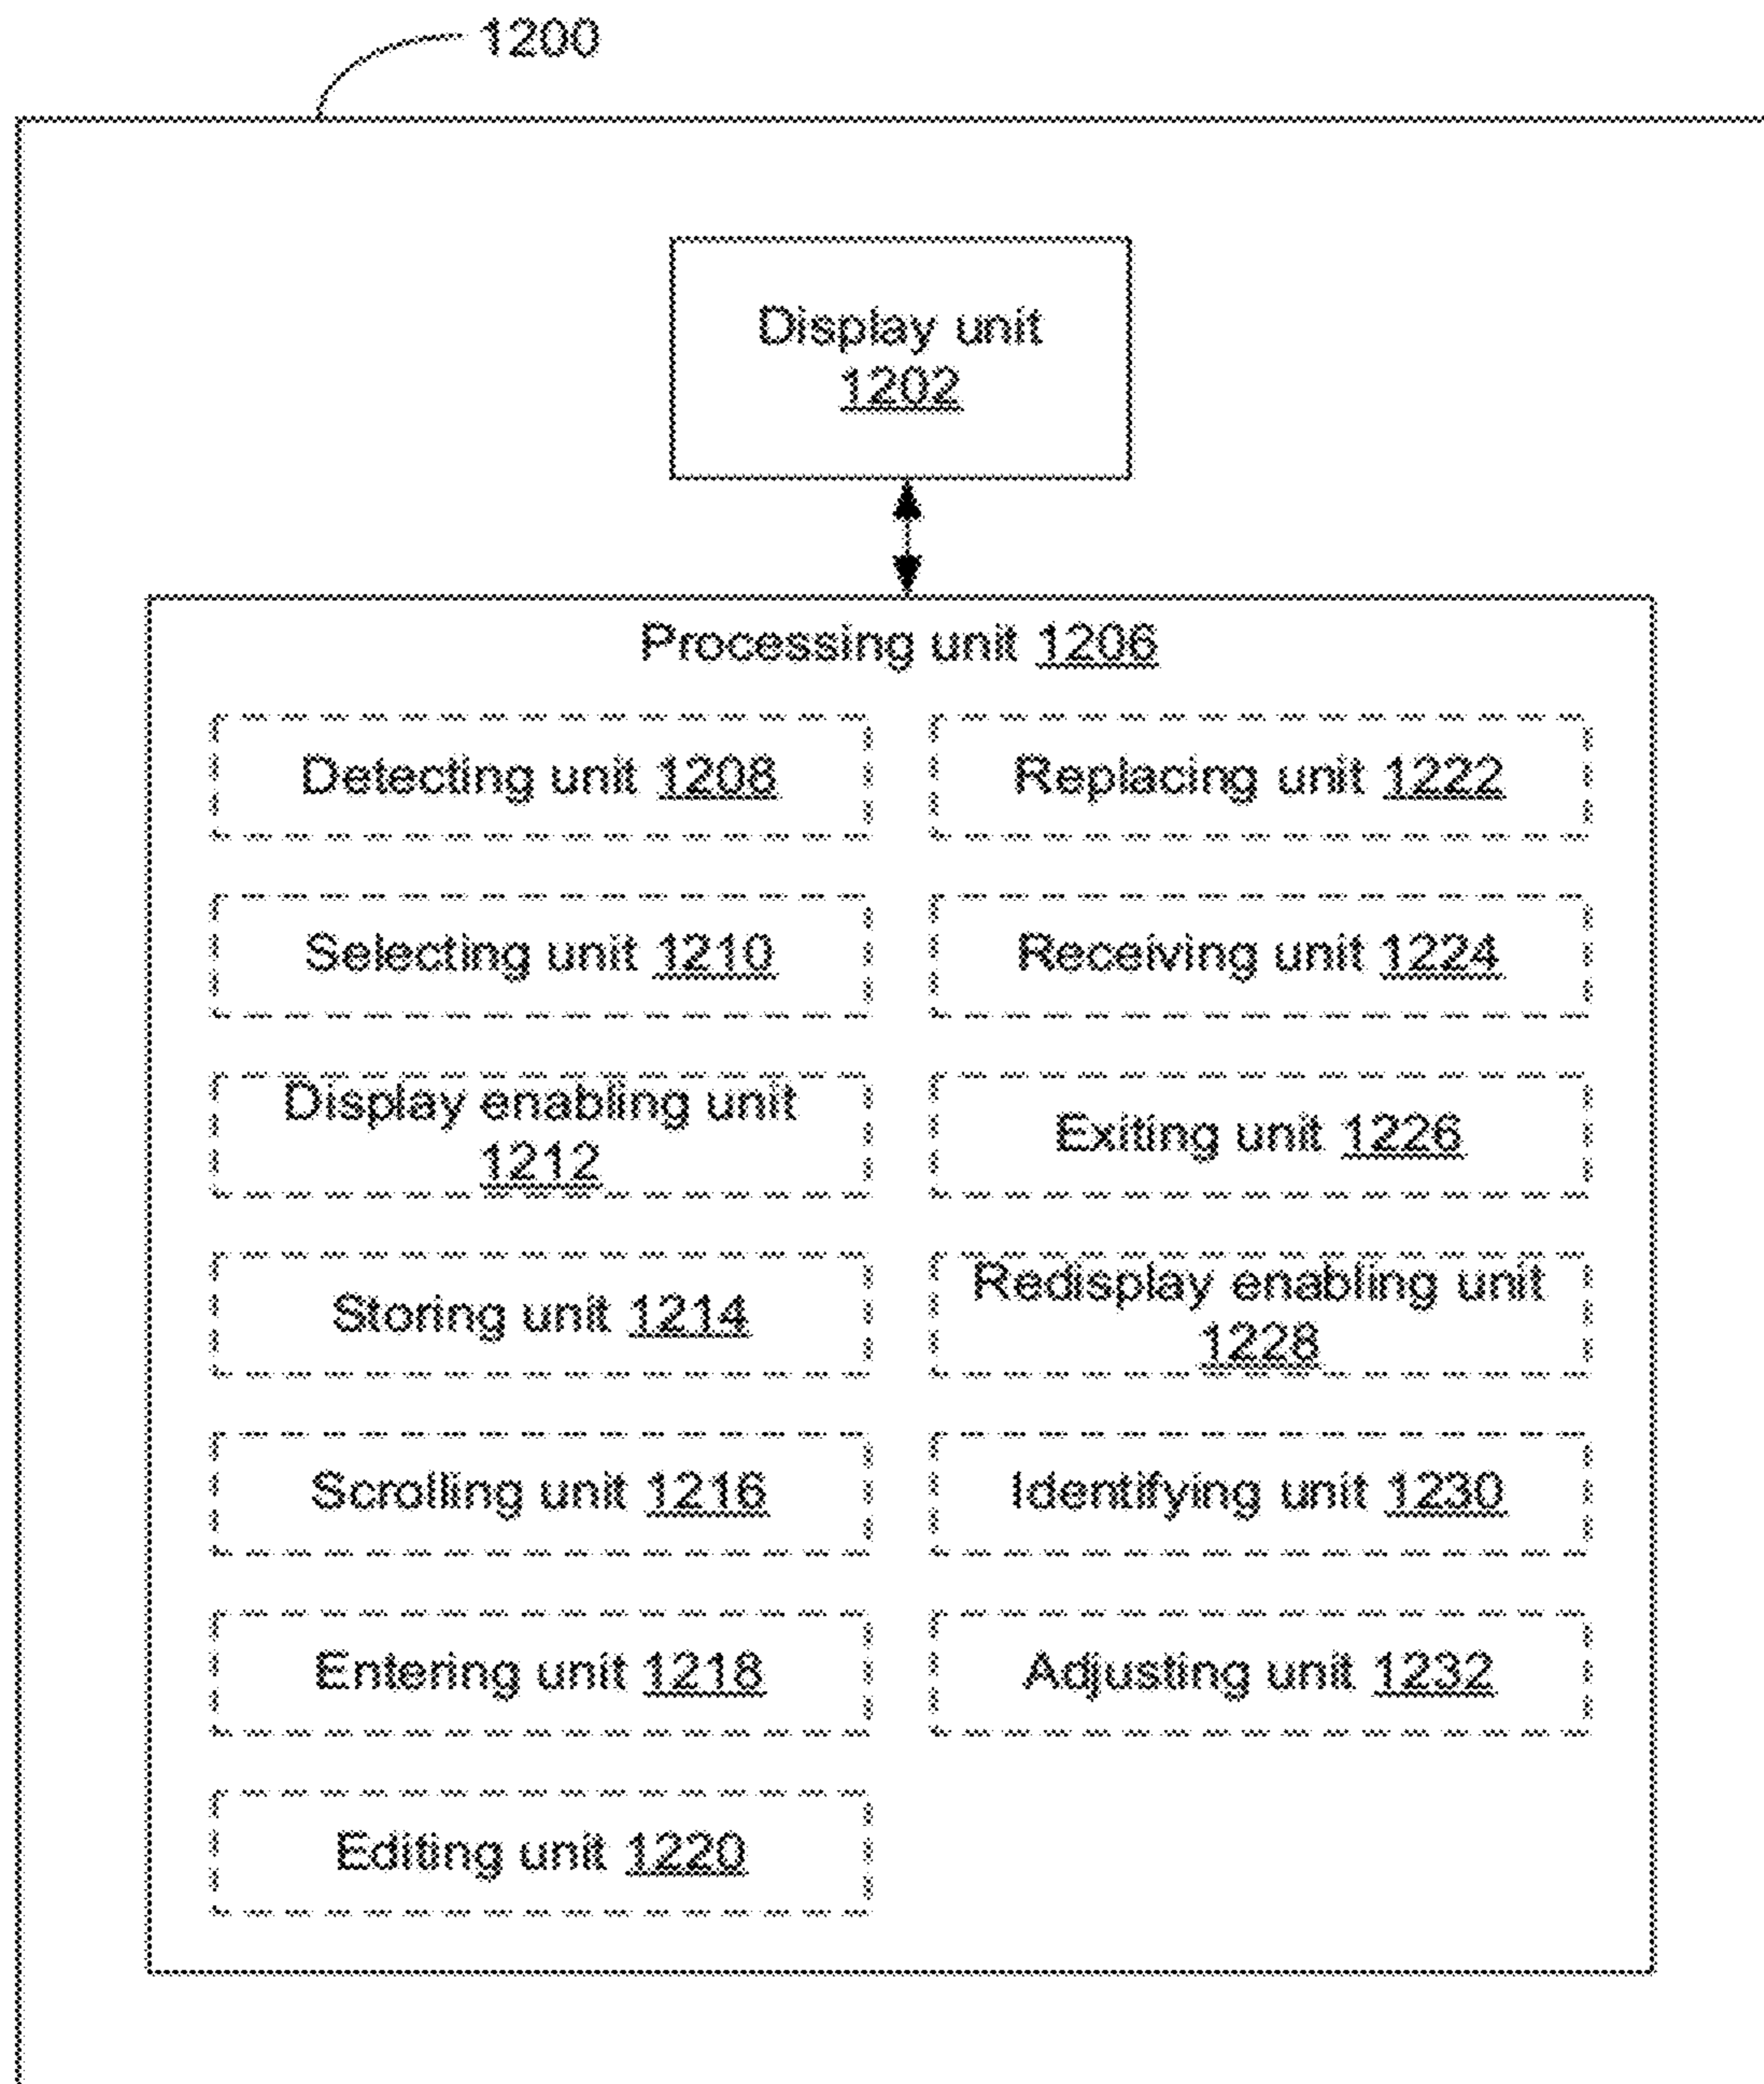 1200
Display unit
1202
Processing unit 1206
Detecting unit 1208
Replacing unit 1222
Selecting unit 1210
Receiving unit 1224
Display enabling unit
1212
Exiting unit 1226
Storing unit 1214
Redisplay enabling unit
1228
Scrolling unit 1216
Identifying unit 1230
Entering unit 1218
Adjusting unit 1232
Editing unit 1220